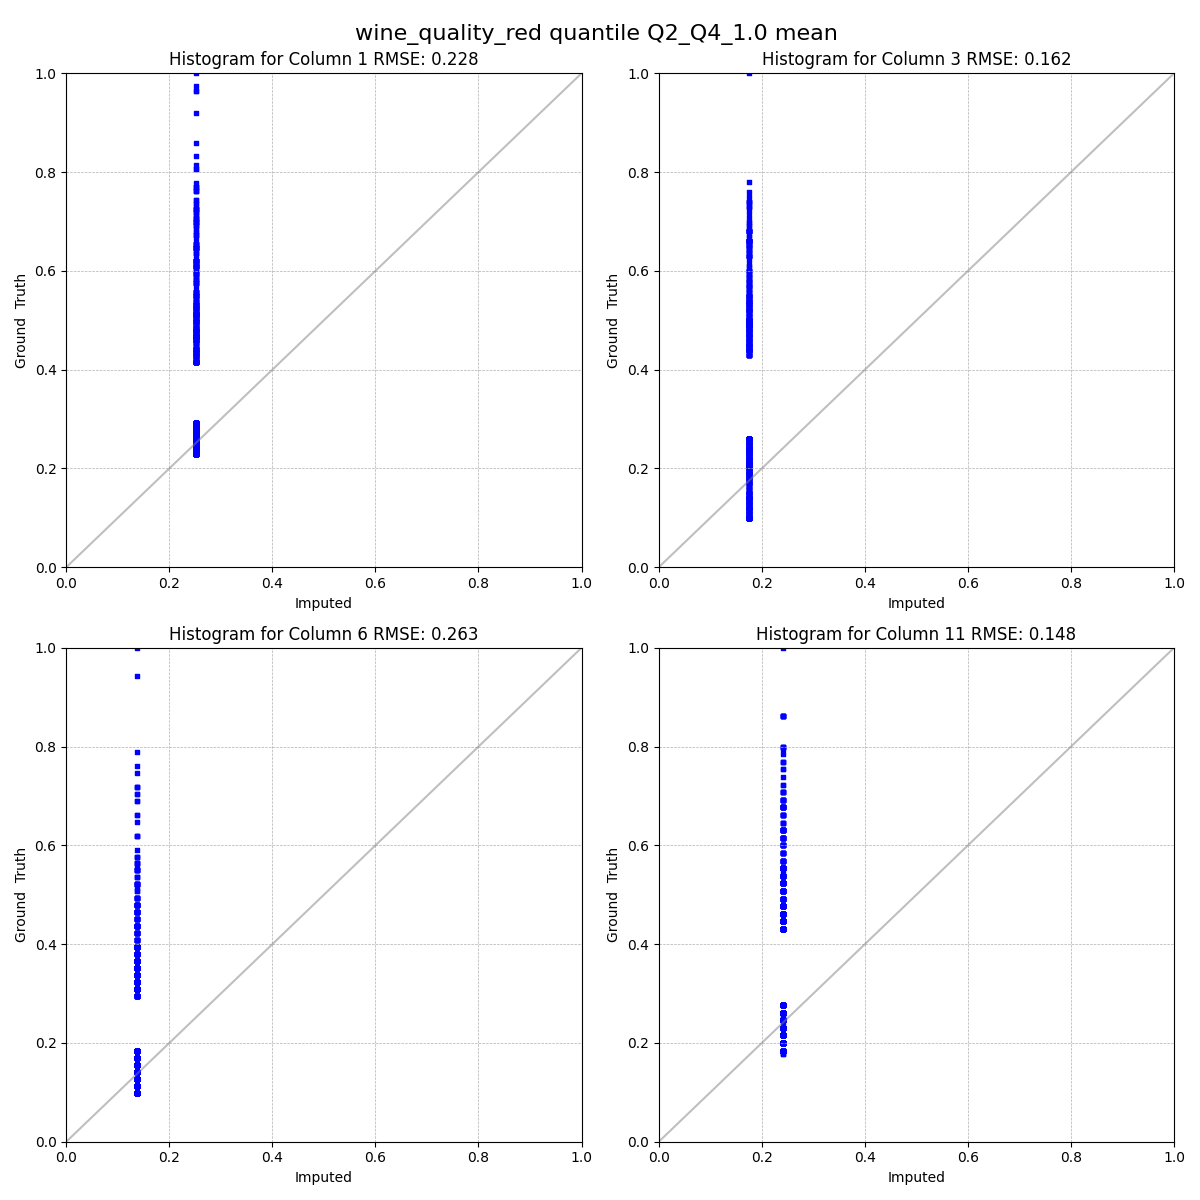 wine_quality_red quantile Q2_Q4_1.0 mean
Histogram for Column 1 RMSE: 0.228
Histogram for Column 3 RMSE: 0.162
1.0
0.8
0.6
0.4
0.2
0.0
Ground  Truth
0.0 0.2 0.4 0.6 0.8 1.0
Imputed
1.0
0.8
0.6
0.4
0.2
0.0
Ground  Truth
0.0 0.2 0.4 0.6 0.8 1.0
Imputed
Histogram for Column 6 RMSE: 0.263
Histogram for Column 11 RMSE: 0.148
1.0
0.8
0.6
0.4
0.2
0.0
Ground  Truth
0.0 0.2 0.4 0.6 0.8 1.0
Imputed
1.0
0.8
0.6
0.4
0.2
0.0
Ground  Truth
0.0 0.2 0.4 0.6 0.8 1.0
Imputed